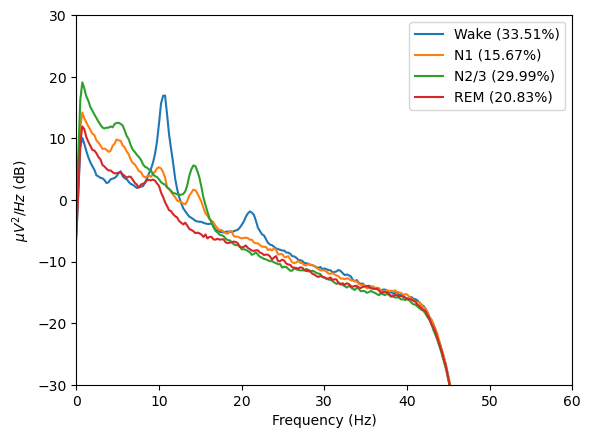 Wake (33.51%)
N1 (15.67%)
N2/3 (29.99%)
REM (20.83%)
30
20
10
0
−10
−20
−30
μV²/Hz (dB)
0 10 20 30 40 50 60
Frequency (Hz)